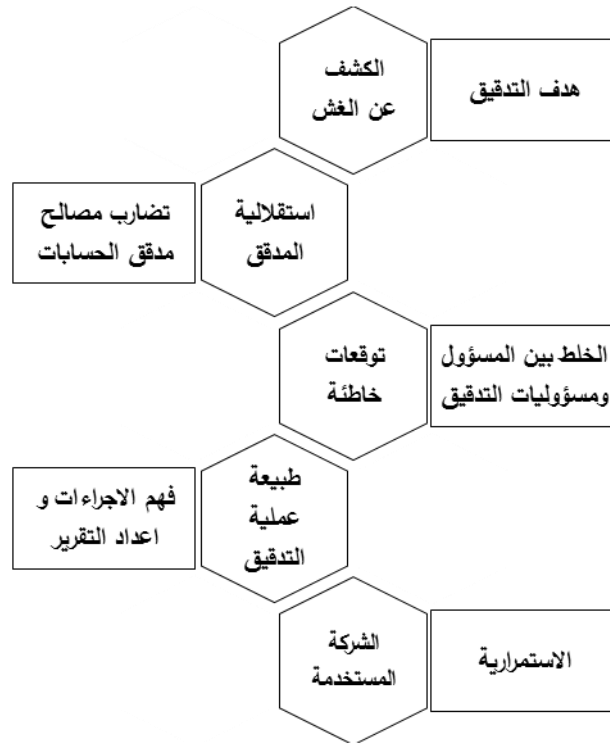 هدف التدقيق
الكشف
عن الغش
استقلالية
المدقق
تضارب مصالح
مدقق الحسابات
الخلط بين المسؤول
ومسؤوليات التدقيق
توقعات
خاطئة
طبيعة
عملية
التدقيق
فهم الاجراءات و
اعداد التقرير
الاستمرارية
الشركة
المستخدمة